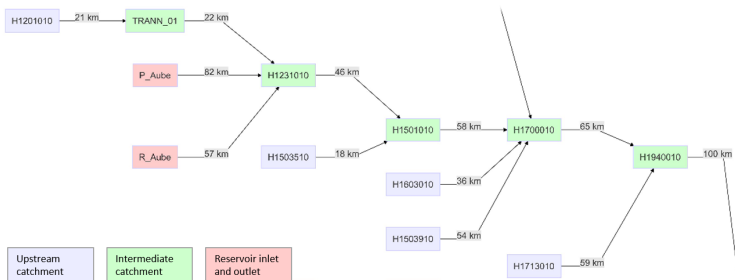 H1201010
21 km
TRANN_01
22 km
P_Aube
82 km
H1231010
46 km
H1501010
58 km
H1700010
65 km
R_Aube
57 km
H1503510
18 km
H1940010
100 km
H1603010
36 km
H1503910
54 km
H1713010
59 km
Upstream
catchment
Intermediate
catchment
Reservoir inlet
and outlet